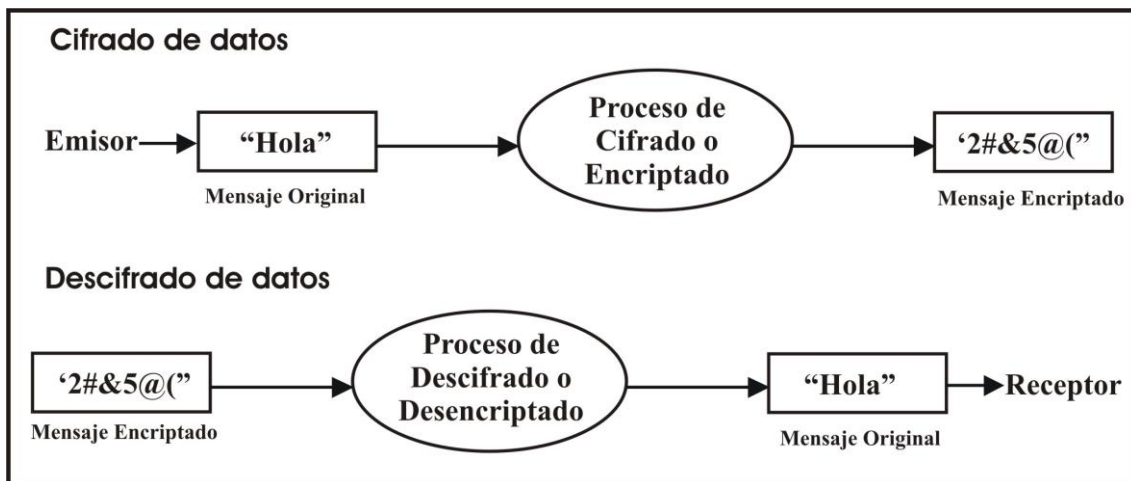 Cifrado de datos
Emisor
“Hola”
Mensaje Original
Proceso de
Cifrado o
Encriptado
‘2#&5@(”
Mensaje Encriptado
Descifrado de datos
‘2#&5@(”
Mensaje Encriptado
Proceso de
Descifrado o
Desencriptado
“Hola”
Mensaje Original
Receptor